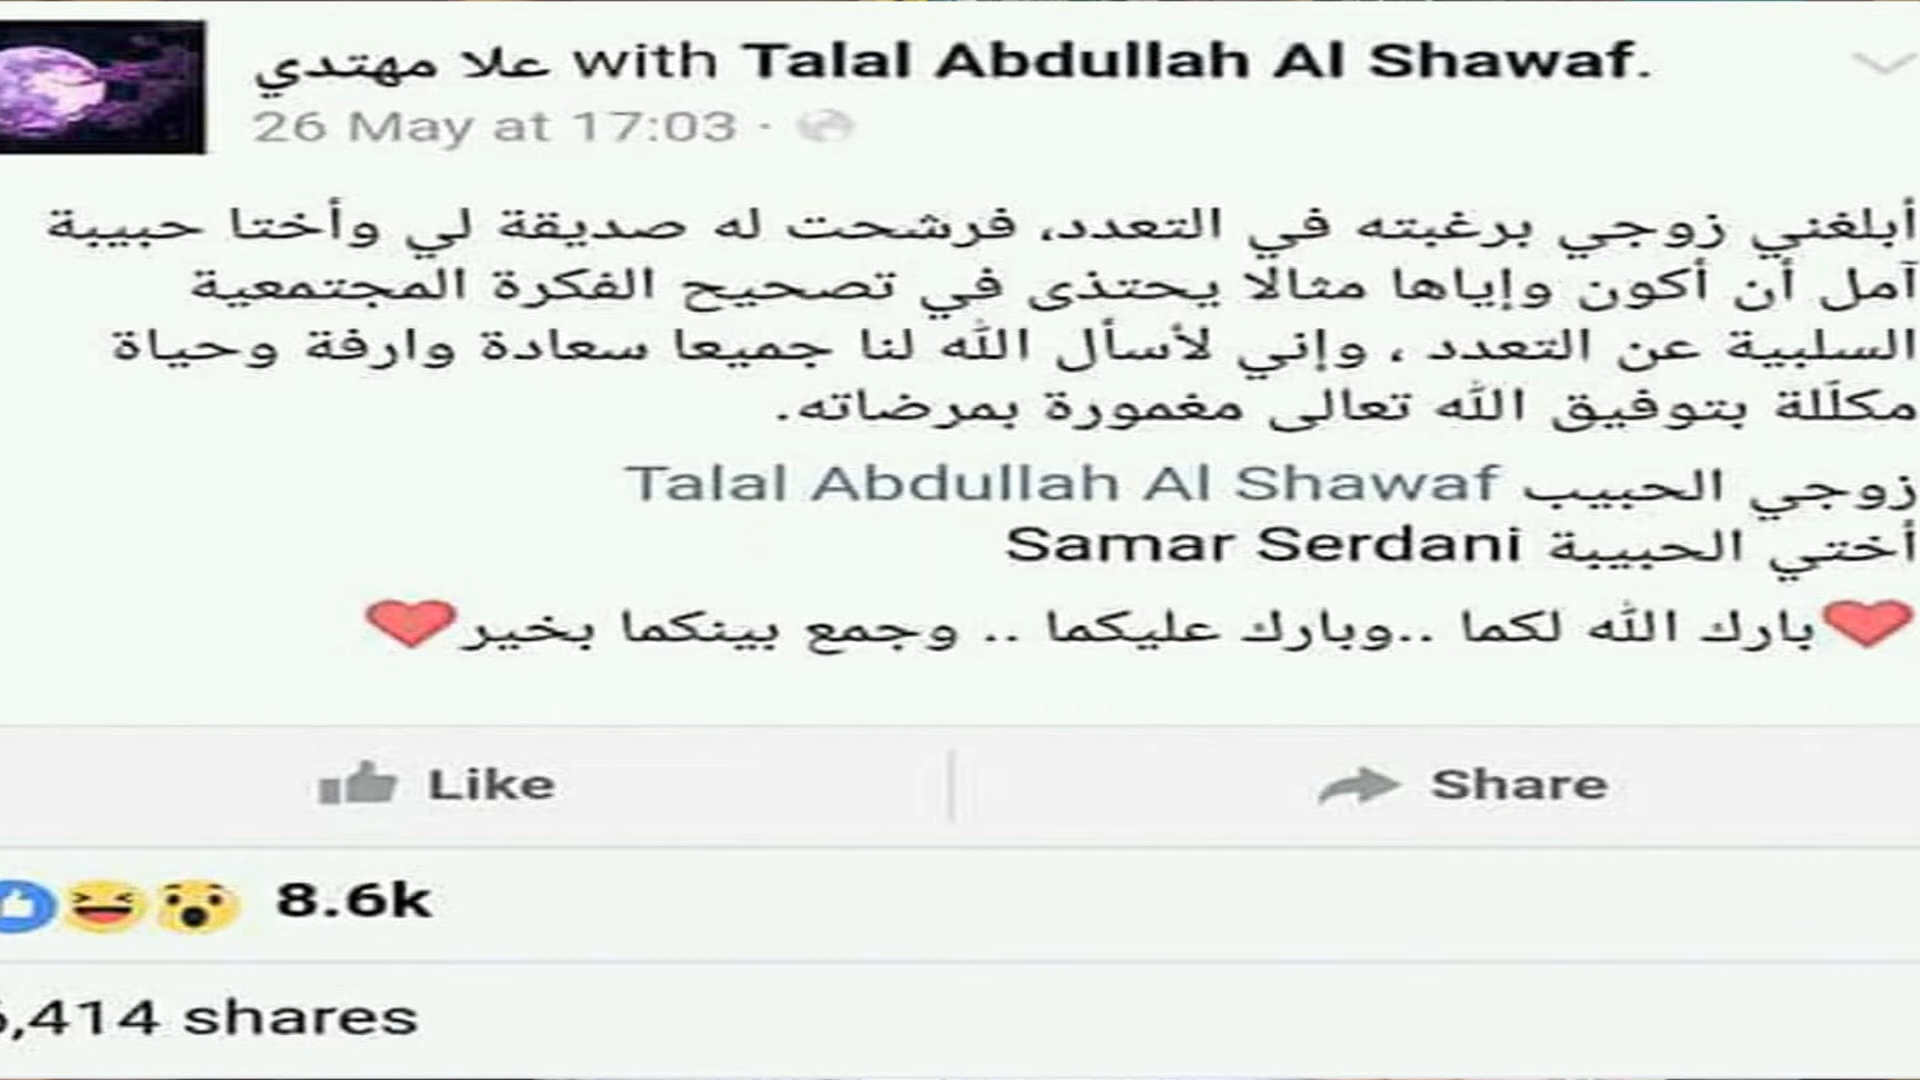 علا مهتدي with Talal Abdullah Al Shawaf.
26 May at 17:03 ·
أبلغني زوجي برغبته في التعدد، فرشحت له صديقة لي وأختا حبيبة
آمل أن أكون وإياها مثالا يحتذى في تصحيح الفكرة المجتمعية
السلبية عن التعدد ، وإني لأسأل الله لنا جميعا سعادة وارفة وحياة
مكلّلة بتوفيق الله تعالى مغمورة بمرضاته.
زوجي الحبيب Talal Abdullah Al Shawaf
أختي الحبيبة Samar Serdani
❤️بارك الله لكما ..وبارك عليكما .. وجمع بينكما بخير❤️
Like
Share
8.6k
,414 shares